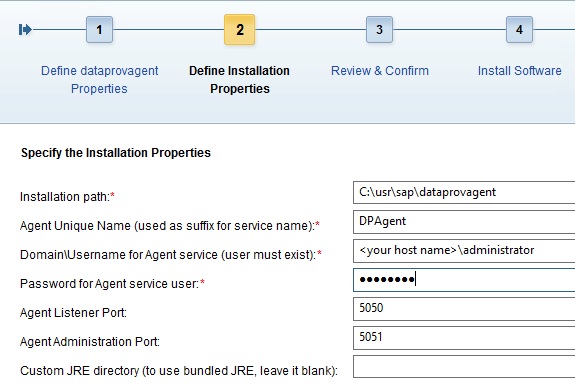 1
2
3
4
Define dataprovagent
Properties
Define Installation
Properties
Review & Confirm
Install Software
Specify the Installation Properties
Installation path:* C:\usr\sap\dataprovagent
Agent Unique Name (used as suffix for service name):* DPAgent
Domain\Username for Agent service (user must exist):* <your host name>\administrator
Password for Agent service user:* ●●●●●●●●
Agent Listener Port: 5050
Agent Administration Port: 5051
Custom JRE directory (to use bundled JRE, leave it blank):